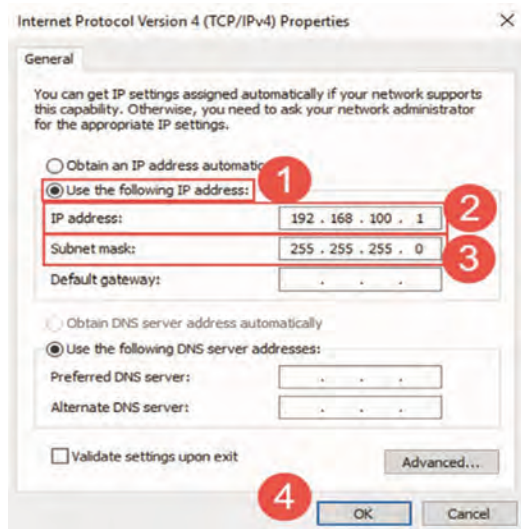 Internet Protocol Version 4 (TCP/IPv4) Properties
General
You can get IP settings assigned automatically if your network supports
this capability. Otherwise, you need to ask your network administrator
for the appropriate IP settings.
Obtain an IP address automatic
Use the following IP address: 1
IP address: 192 . 168 . 100 . 1 2
Subnet mask: 255 . 255 . 255 . 0 3
Default gateway: . . .
Obtain DNS server address automatically
Use the following DNS server addresses:
Preferred DNS server: . . .
Alternate DNS server: . . .
Validate settings upon exit Advanced...
4 OK Cancel